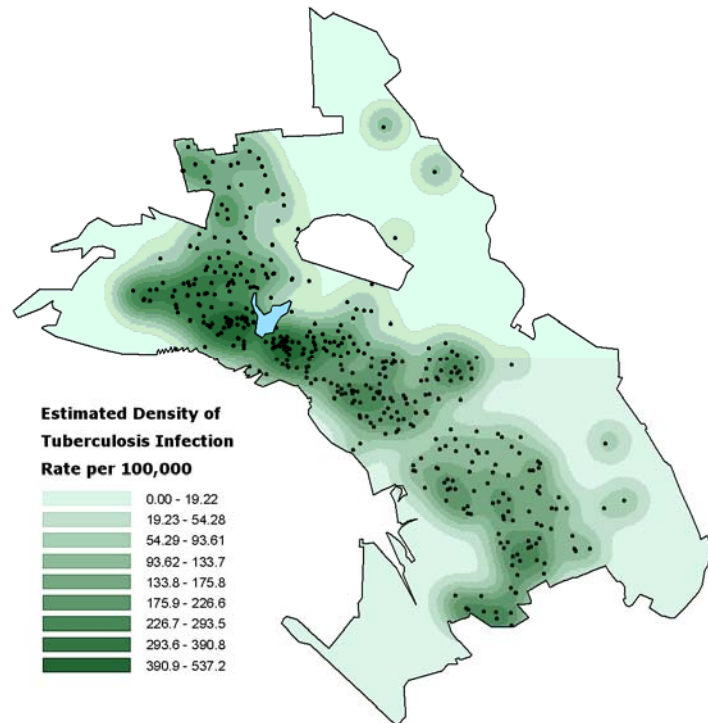 Estimated Density of
Tuberculosis Infection
Rate per 100,000
0.00 - 19.22
19.23 - 54.28
54.29 - 93.61
93.62 - 133.7
133.8 - 175.8
175.9 - 226.6
226.7 - 293.5
293.6 - 390.8
390.9 - 537.2